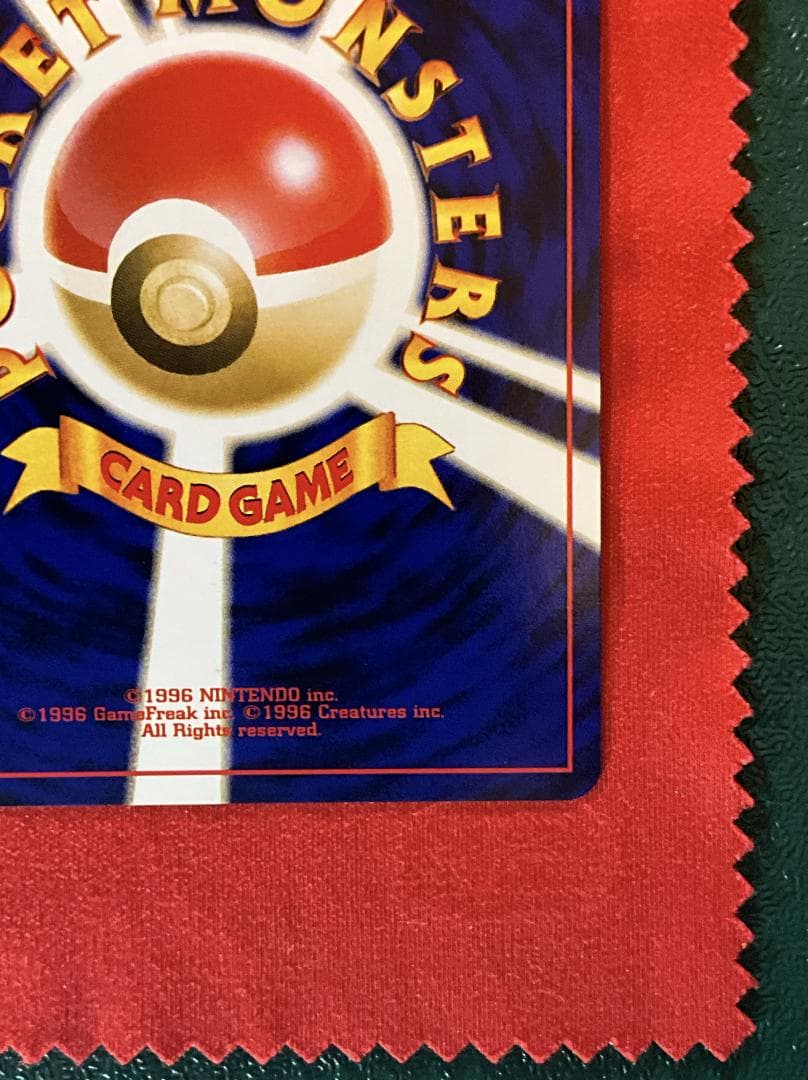 POCKET MONSTERS
CARD GAME
©1996 NINTENDO inc.
©1996 GameFreak inc. ©1996 Creatures inc.
All Rights reserved.